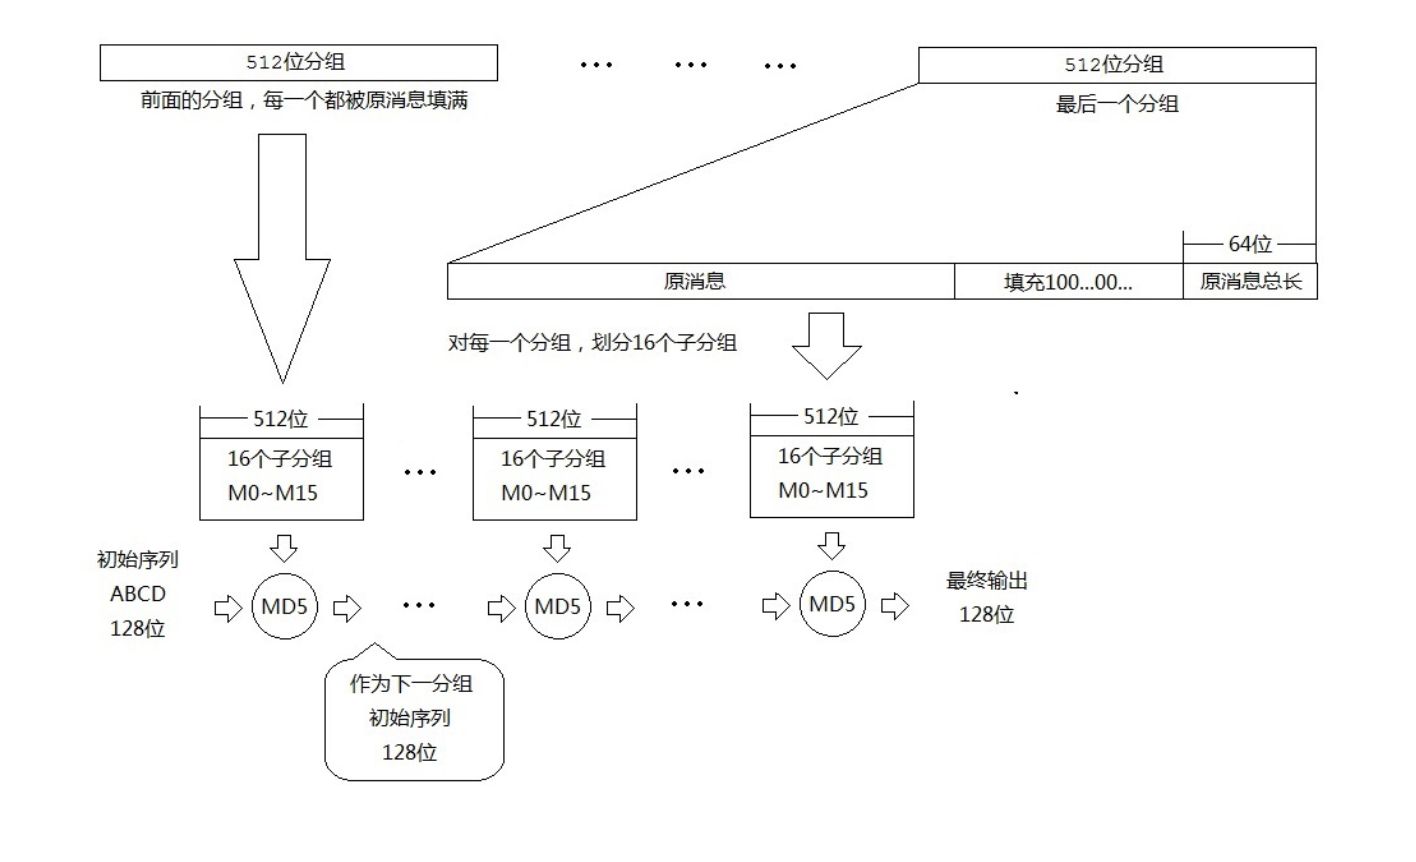 512位分组
512位分组
前面的分组，每一个都被原消息填满
最后一个分组
64位
原消息
填充100...00...
原消息总长
对每一个分组，划分16个子分组
512位
512位
512位
16个子分组
M0~M15
16个子分组
M0~M15
16个子分组
M0~M15
初始序列
ABCD
128位
MD5
MD5
MD5
最终输出
128位
作为下一分组
初始序列
128位